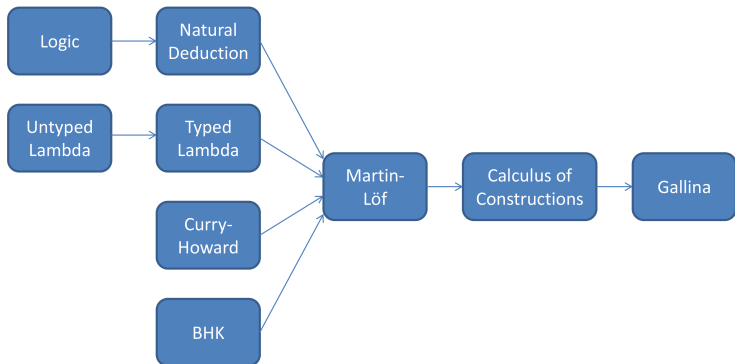 Logic
Natural
Deduction
Untyped
Lambda
Typed
Lambda
Martin-
Löf
Calculus of
Constructions
Gallina
Curry-
Howard
BHK